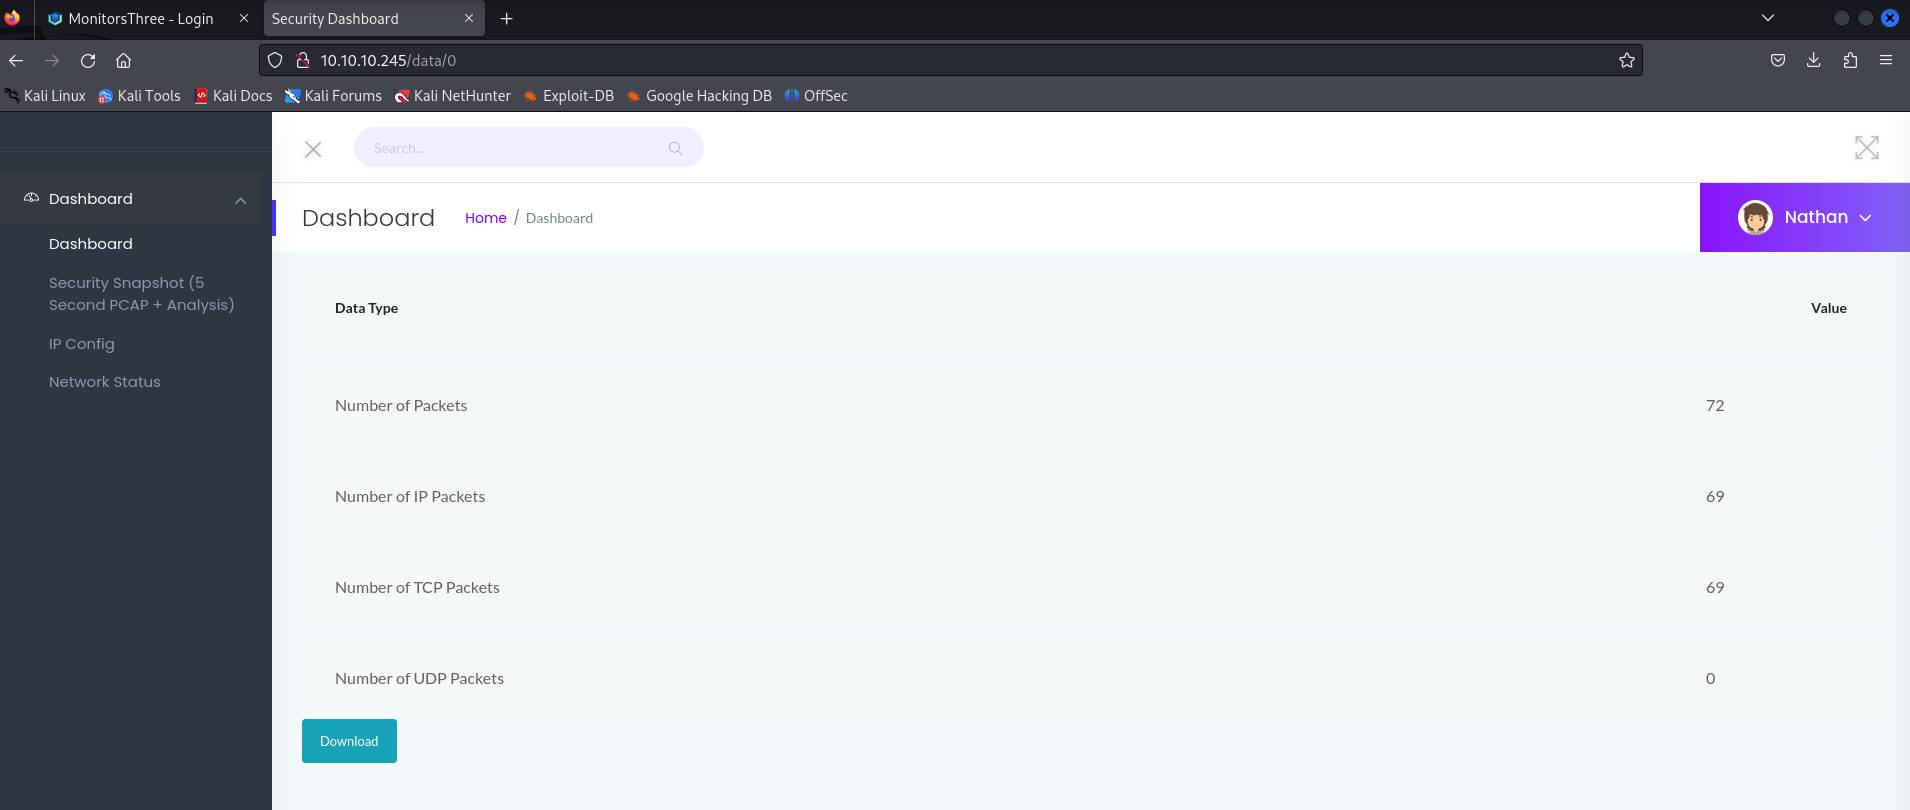 MonitorsThree - Login
Security Dashboard
10.10.10.245/data/0
Kali Linux Kali Tools Kali Docs Kali Forums Kali NetHunter Exploit-DB Google Hacking DB OffSec
Search...
Dashboard
Dashboard
Security Snapshot (5
Second PCAP + Analysis)
IP Config
Network Status
Dashboard Home / Dashboard
Nathan
Data Type Value
Number of Packets 72
Number of IP Packets 69
Number of TCP Packets 69
Number of UDP Packets 0
Download